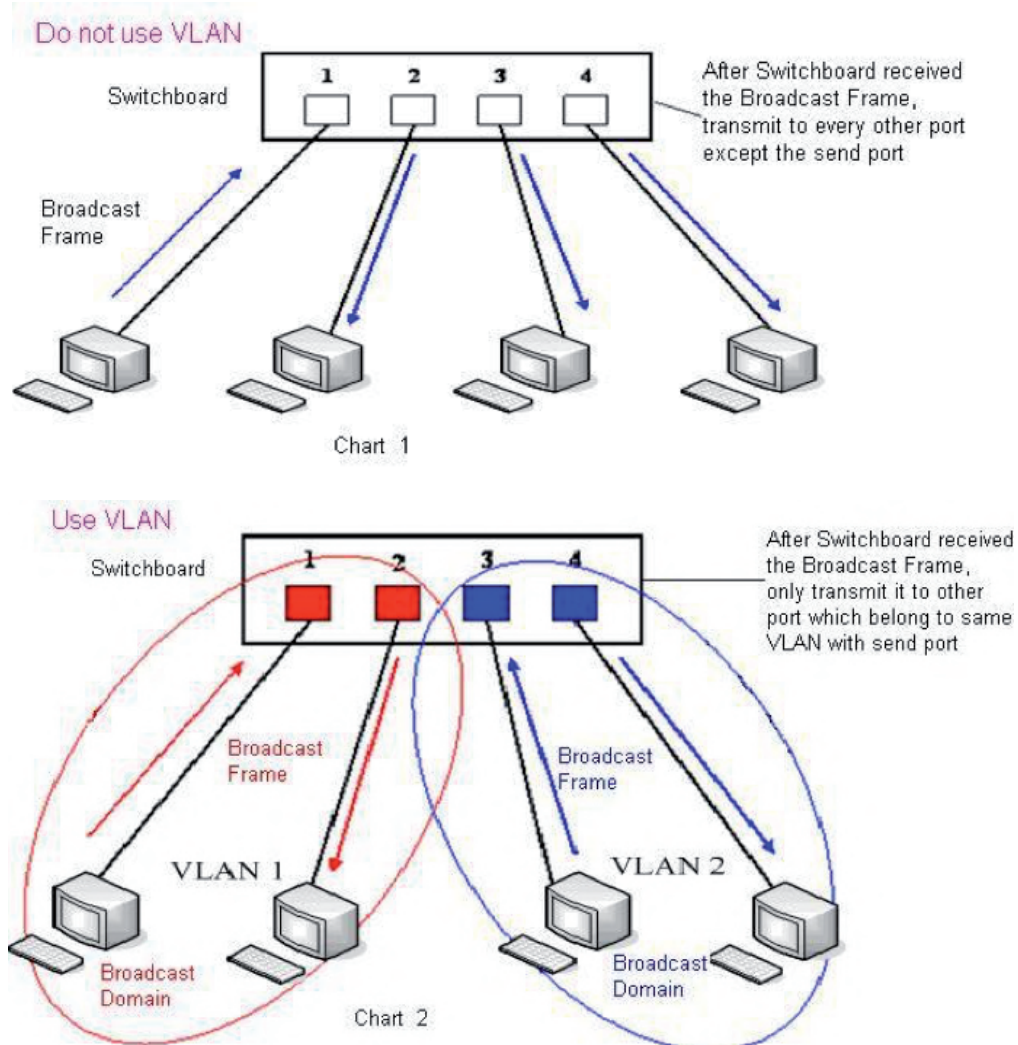 Do not use VLAN
1 2 3 4
Switchboard
After Switchboard received
the Broadcast Frame,
transmit to every other port
except the send port
Broadcast
Frame
Chart 1
Use VLAN
1 2 3 4
Switchboard
After Switchboard received
the Broadcast Frame,
only transmit it to other
port which belong to same
VLAN with send port
Broadcast
Frame
Broadcast
Frame
VLAN 1
VLAN 2
Broadcast
Domain
Broadcast
Domain
Chart 2